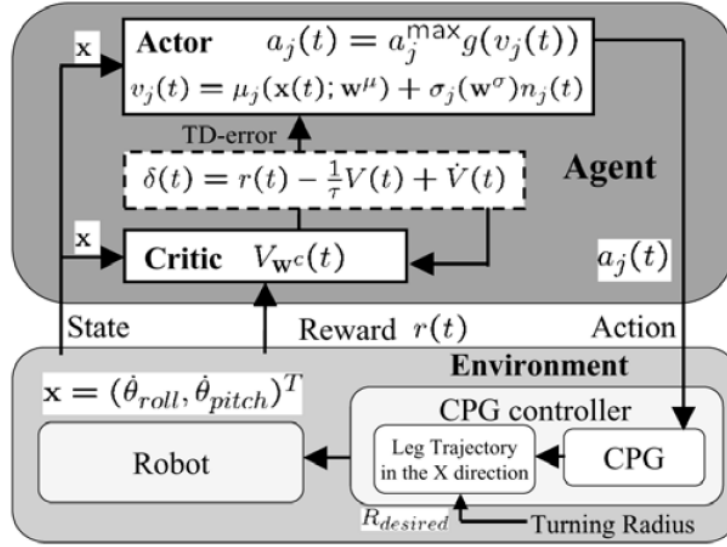 x
Actor a_j(t) = a_j^max g(v_j(t))
v_j(t) = μ_j(x(t); w^μ) + σ_j(w^σ)n_j(t)
TD-error
δ(t) = r(t) − 1/τ V(t) + V̇(t)
Agent
x
Critic V_{w^c}(t)
a_j(t)
State
Reward r(t)
Action
Environment
x = (θ̇_roll, θ̇_pitch)^T
CPG controller
Robot
Leg Trajectory
in the X direction
CPG
R_desired
Turning Radius